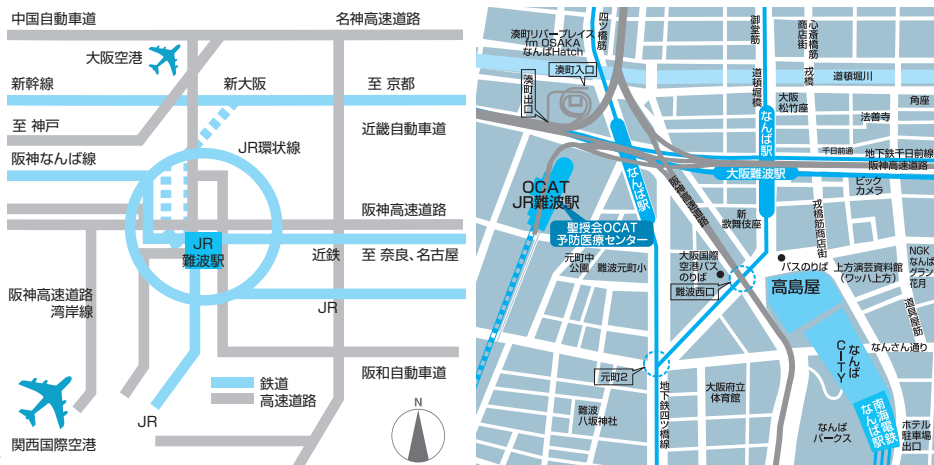 中国自動車道
名神高速道路
大阪空港
新幹線
新大阪
至 京都
至 神戸
近畿自動車道
JR環状線
阪神なんば線
阪神高速道路
JR
難波駅
近鉄
至 奈良、名古屋
阪神高速道路
湾岸線
JR
阪和自動車道
鉄道
高速道路
JR
関西国際空港
N
四ツ橋筋
湊町リバープレイス
fm OSAKA
なんばHatch
湊町入口
湊町出口
御堂筋
心斎橋筋
商店街
戎橋
道頓堀橋
道頓堀川
大阪
松竹座
角座
法善寺
なんば駅
千日前通
地下鉄千日前線
阪神高速道路
大阪難波駅
ビック
カメラ
なんば駅
阪神高速道路
OCAT
JR難波駅
聖授会OCAT
予防医療センター
新
歌舞伎座
戎橋筋商店街
元町中
公園
難波元町小
大阪国際
空港バス
のりば
バスのりば
上方演芸資料館
(ワッハ上方)
NGK
なんば
グランド
花月
難波西口
高島屋
なんさん通り
なんば
CITY
元町2
地下鉄四ツ橋線
大阪府立
体育館
難波
八坂神社
なんば
パークス
南海電鉄
なんば駅
ホテル
駐車場
出口